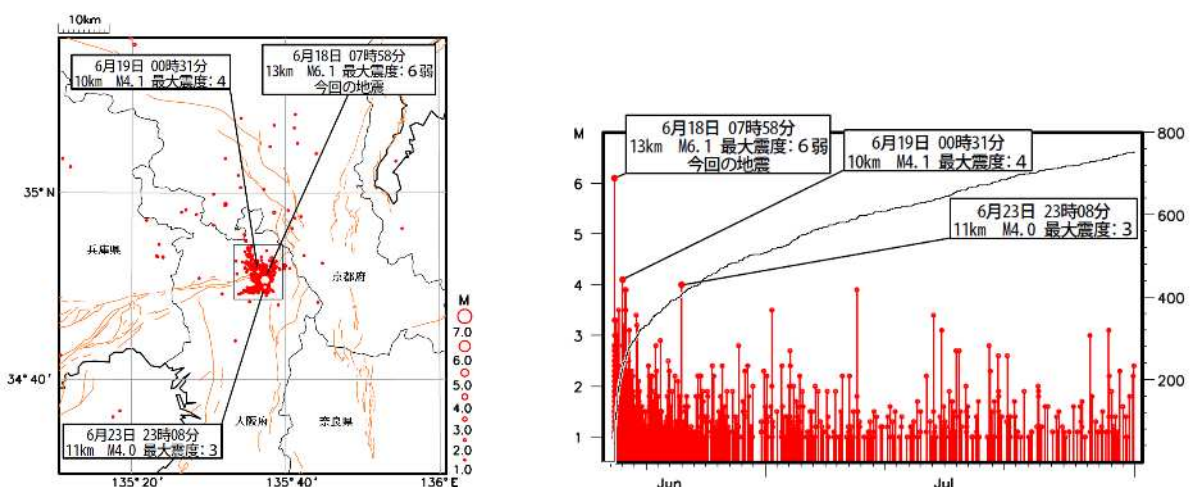 10km
6月19日 00時31分
10km M4.1 最大震度:4
6月18日 07時58分
13km M6.1 最大震度:6弱
今回の地震
35°N
兵庫県
京都府
34°40'
大阪府
奈良県
6月23日 23時08分
11km M4.0 最大震度:3
135°20'
135°40'
136°E
M
7.0
6.0
5.0
4.0
3.0
2.0
1.0
M
6月18日 07時58分
13km M6.1 最大震度:6弱
今回の地震
6月19日 00時31分
10km M4.1 最大震度:4
6月23日 23時08分
11km M4.0 最大震度:3
6
5
4
3
2
1
800
600
400
200
Jun
Jul